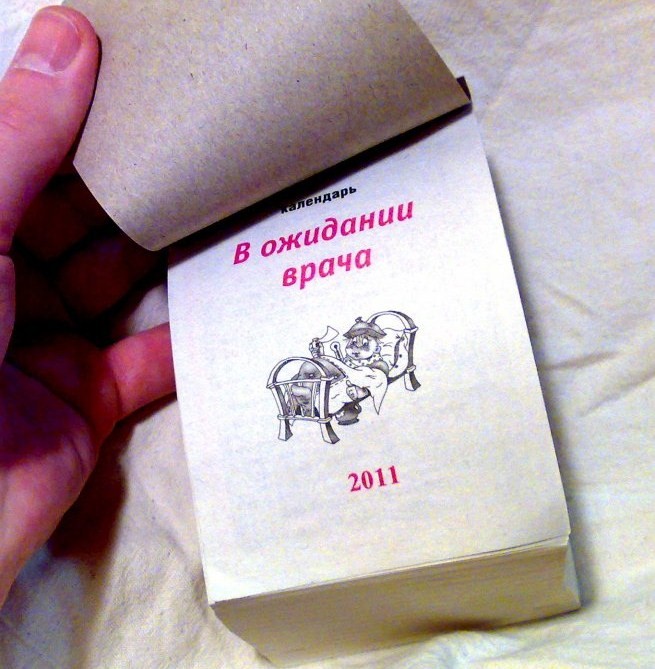 календарь
В ожидании
врача
2011